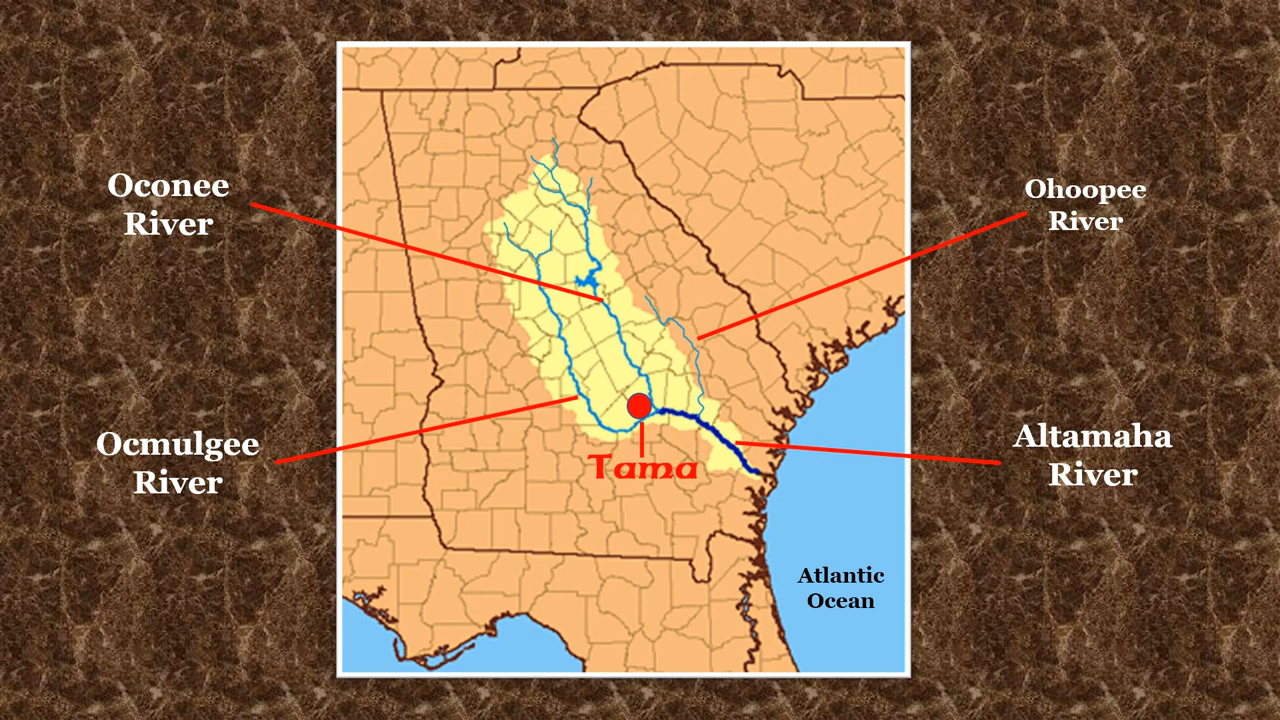 Oconee
River
Ohoopee
River
Ocmulgee
River
Tama
Altamaha
River
Atlantic
Ocean